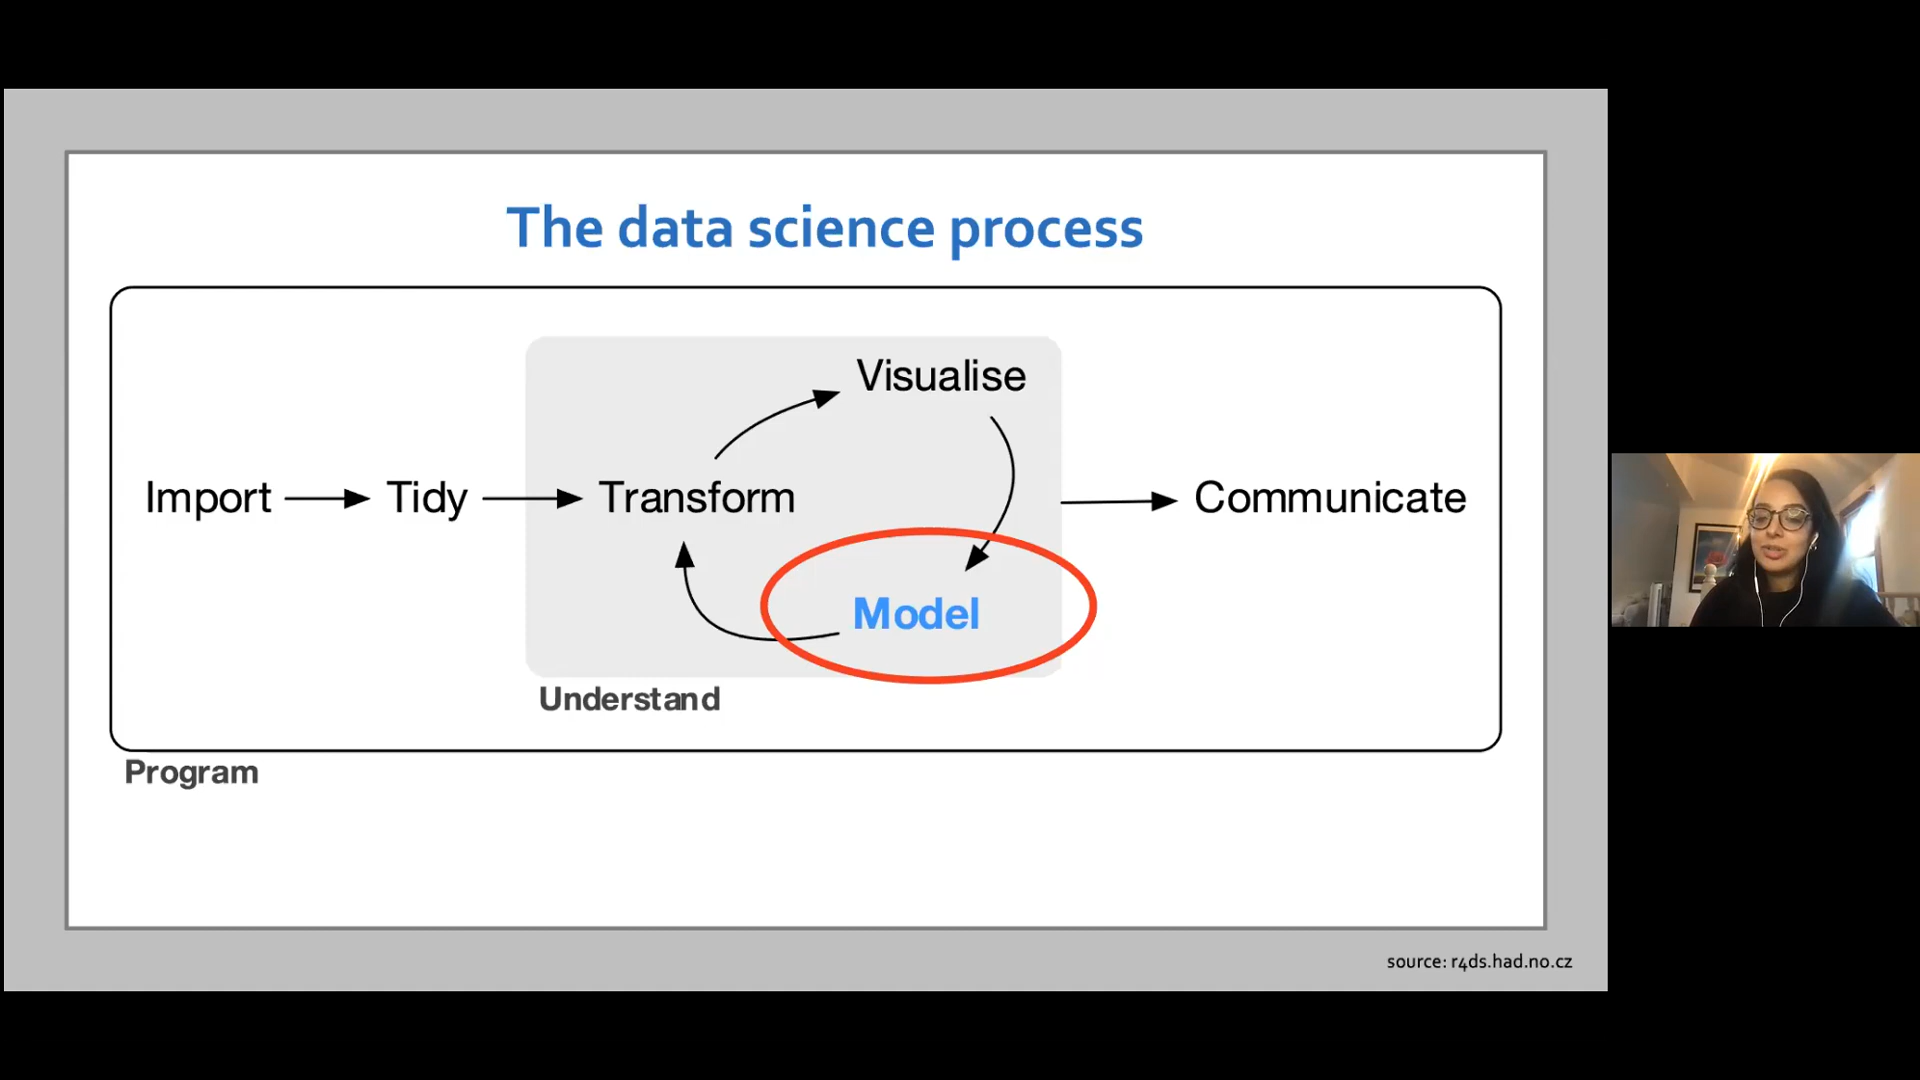 The data science process
Visualise
Import
Tidy
Transform
Communicate
Model
Understand
Program
source: r4ds.had.no.cz